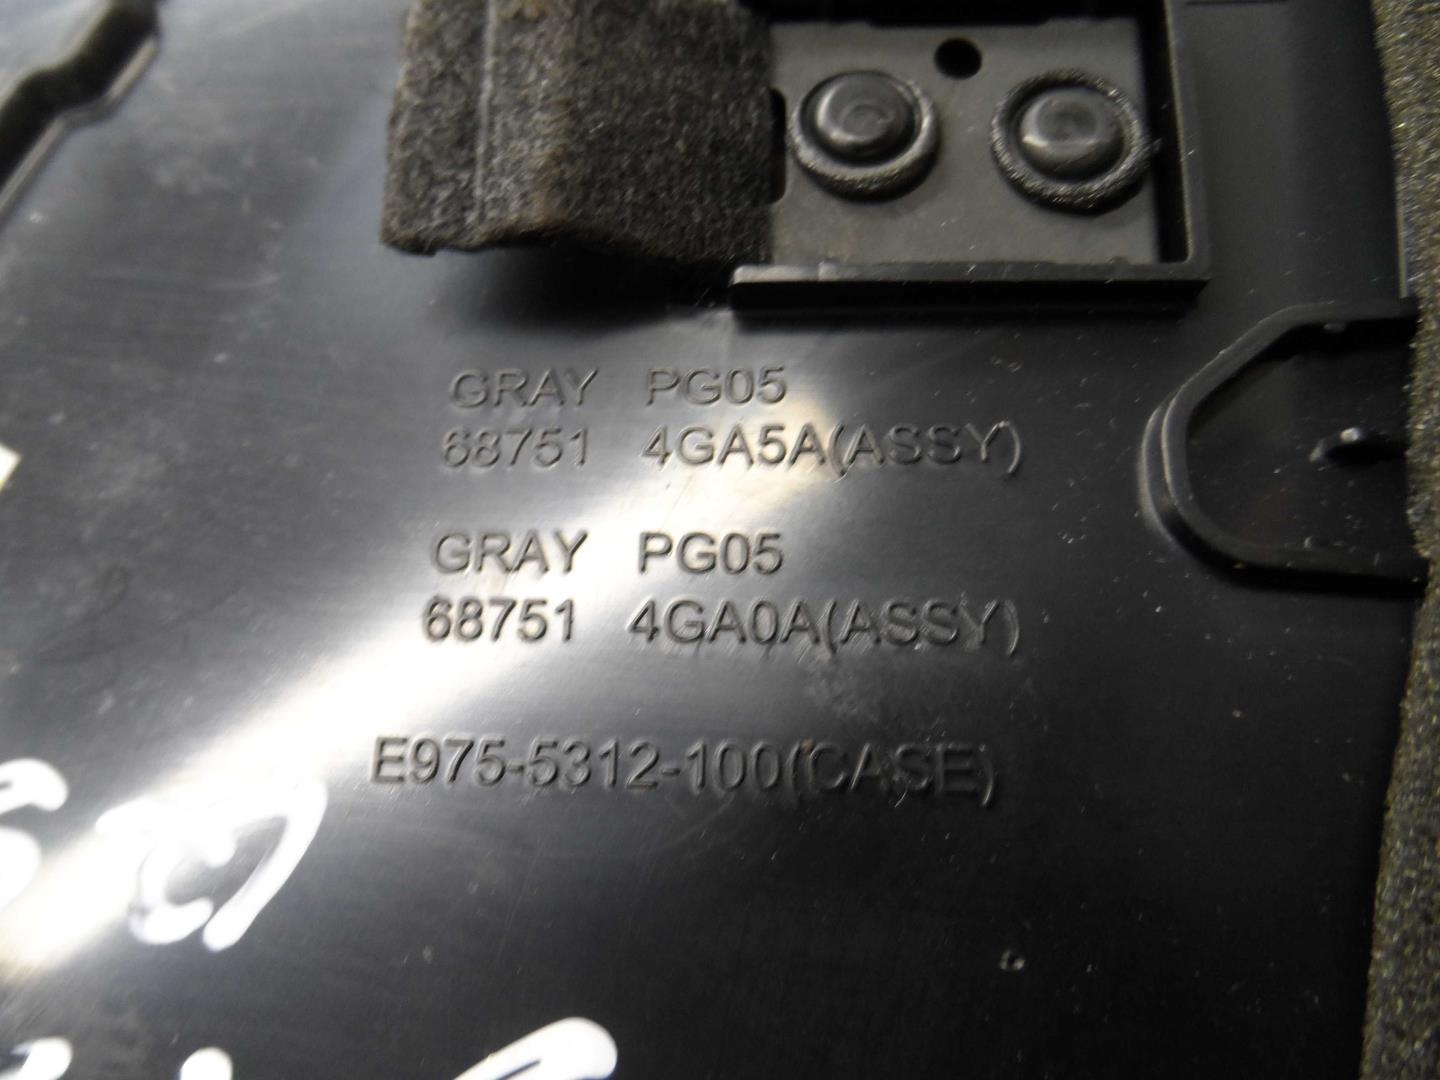 GRAY PG05
68751 4GA5A(ASSY)
GRAY PG05
68751 4GA0A(ASSY)
E975-5312-100(CASE)